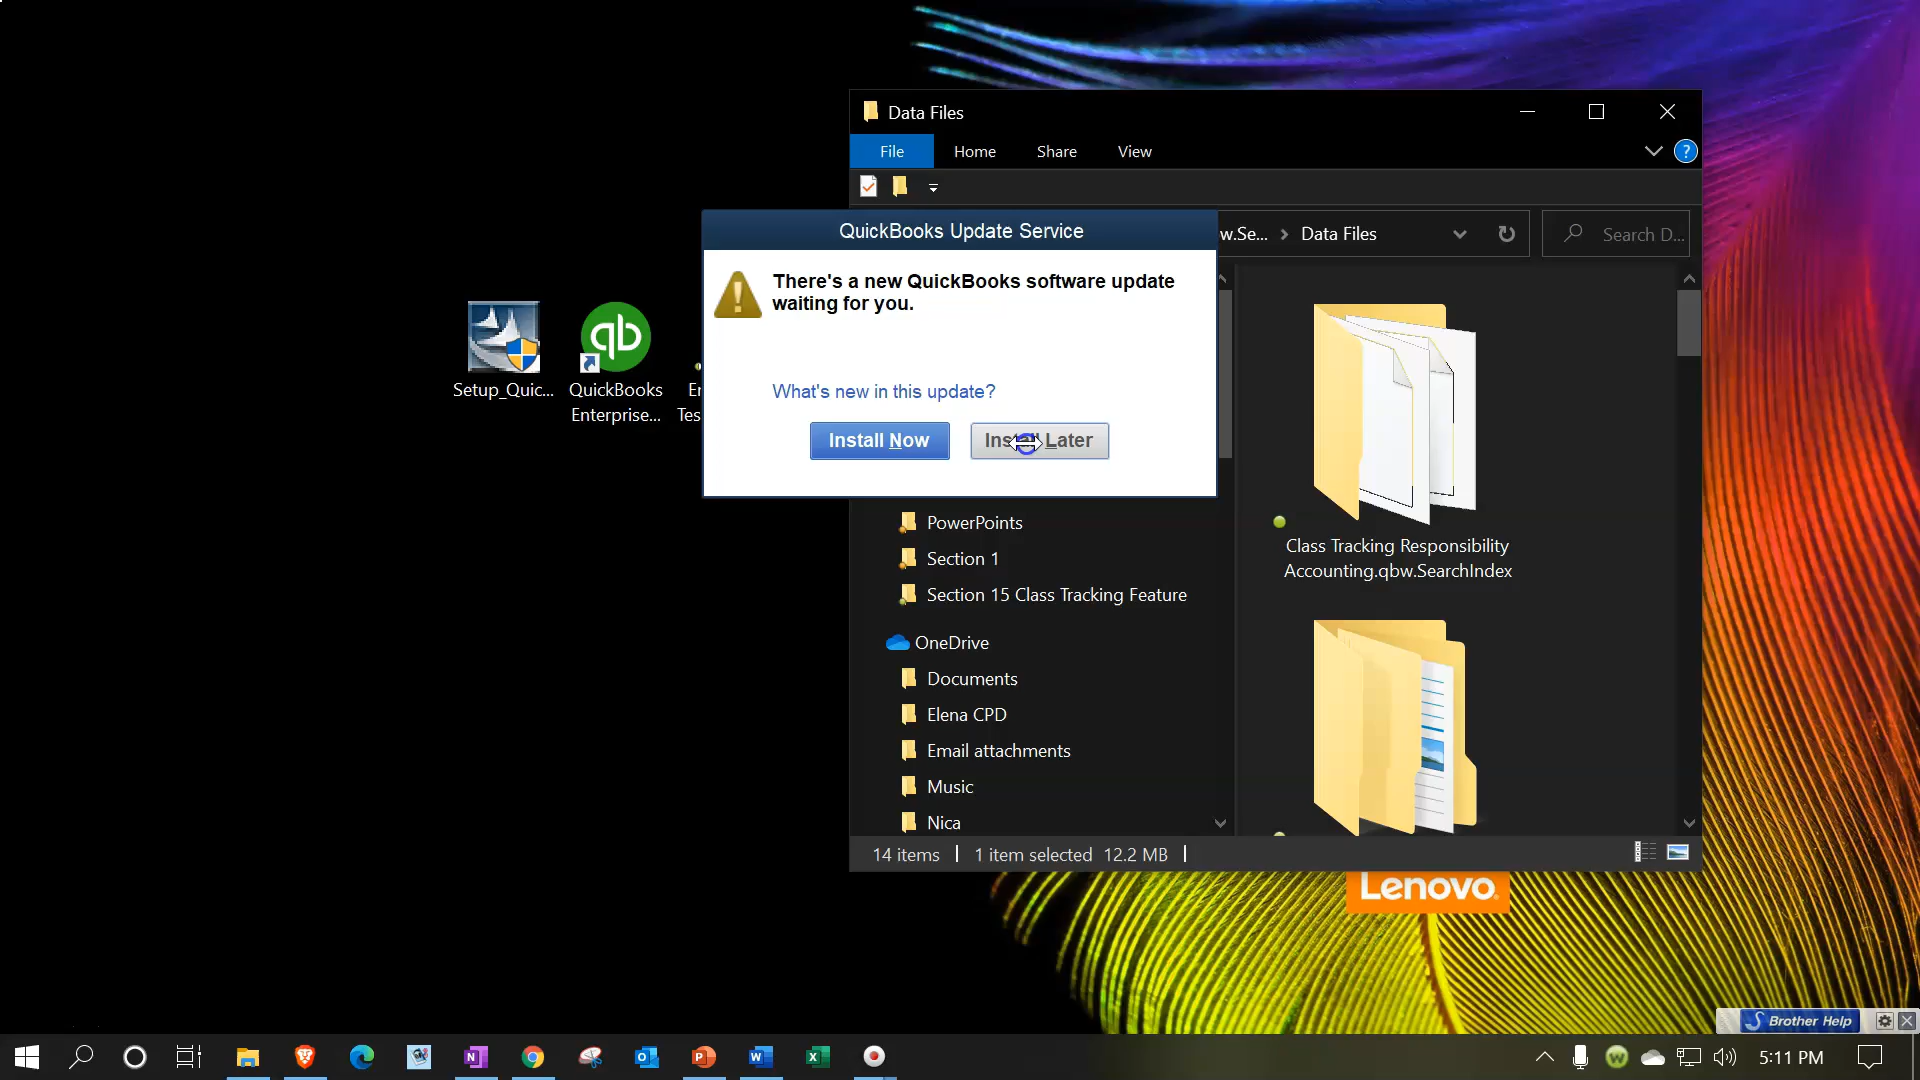 Data Files
File
Home
Share
View
QuickBooks Update Service
w.Se...
Data Files
Search D...
There's a new QuickBooks software update
waiting for you.
What's new in this update?
Install Now
Install Later
Setup_Quic...
QuickBooks
Enterprise...
Er
Tes
PowerPoints
Section 1
Section 15 Class Tracking Feature
OneDrive
Documents
Elena CPD
Email attachments
Music
Nica
Class Tracking Responsibility
Accounting.qbw.SearchIndex
14 items
1 item selected 12.2 MB
Lenovo
Brother Help
5:11 PM